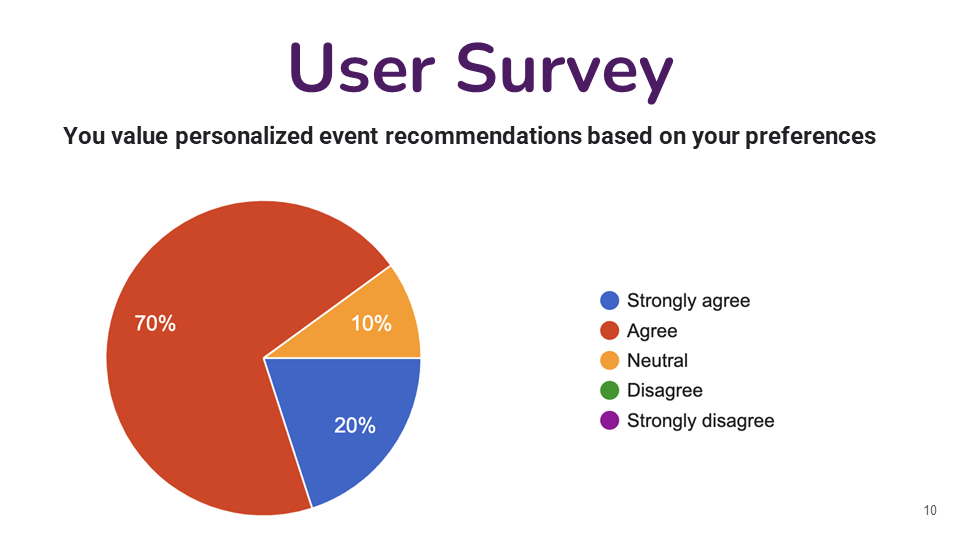 User Survey
You value personalized event recommendations based on your preferences
70%
10%
20%
Strongly agree
Agree
Neutral
Disagree
Strongly disagree
10